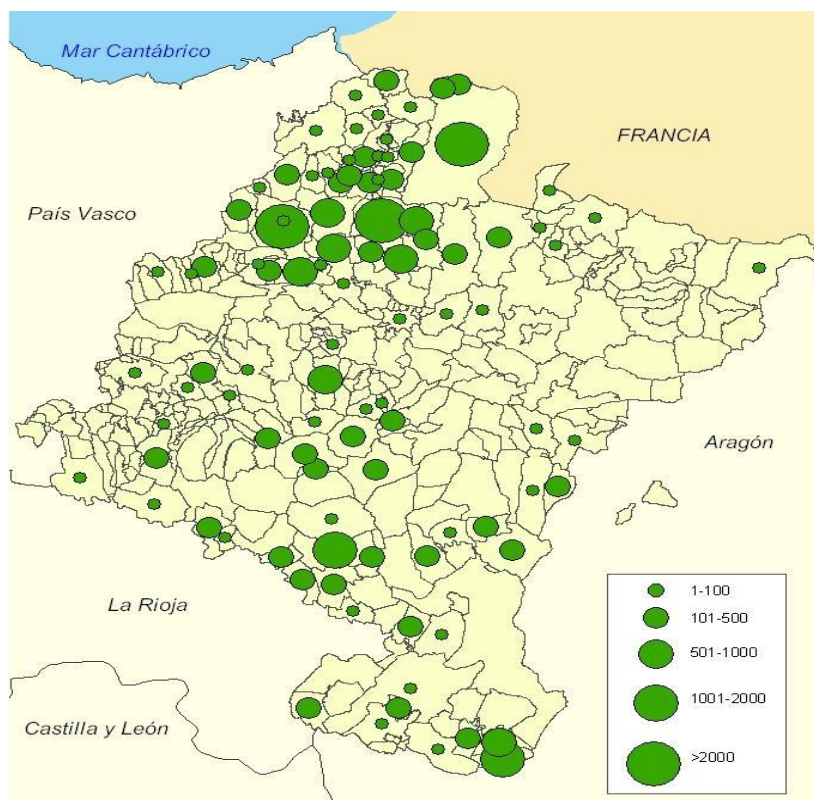 Mar Cantábrico
FRANCIA
País Vasco
Aragón
La Rioja
Castilla y León
1-100
101-500
501-1000
1001-2000
>2000